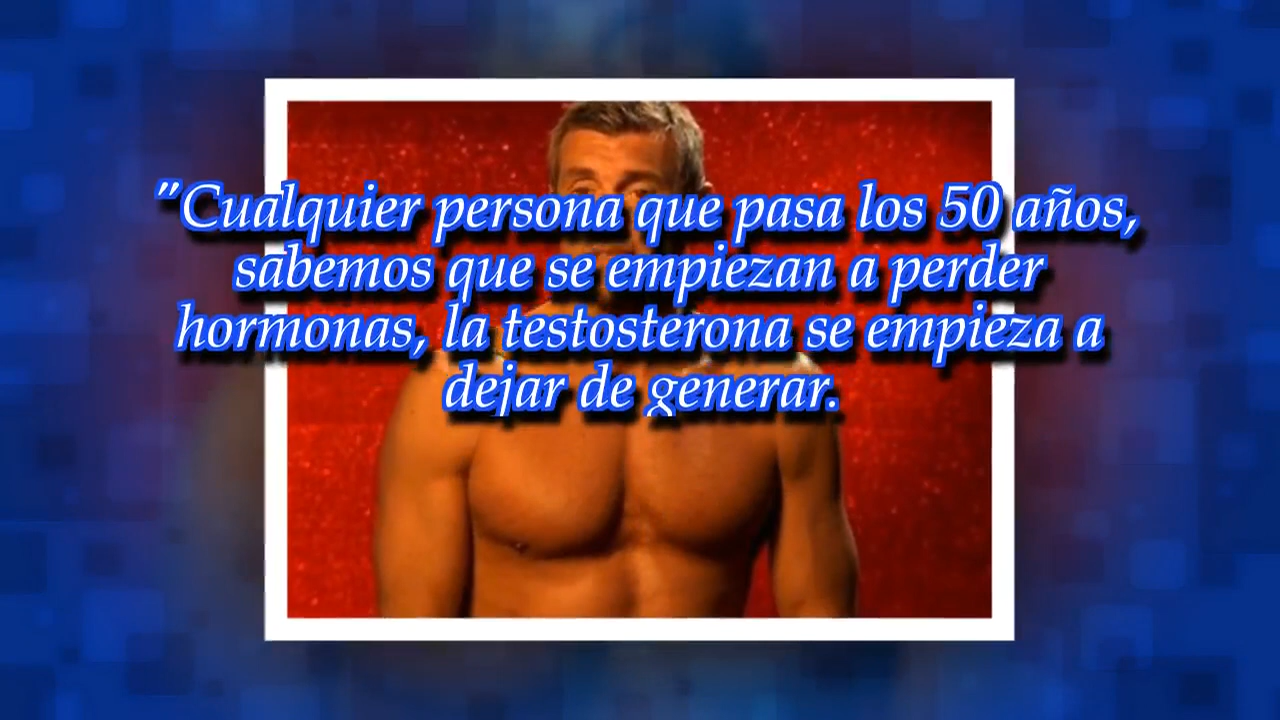 "Cualquier persona que pasa los 50 años,
sabemos que se empiezan a perder
hormonas, la testosterona se empieza a
dejar de generar.